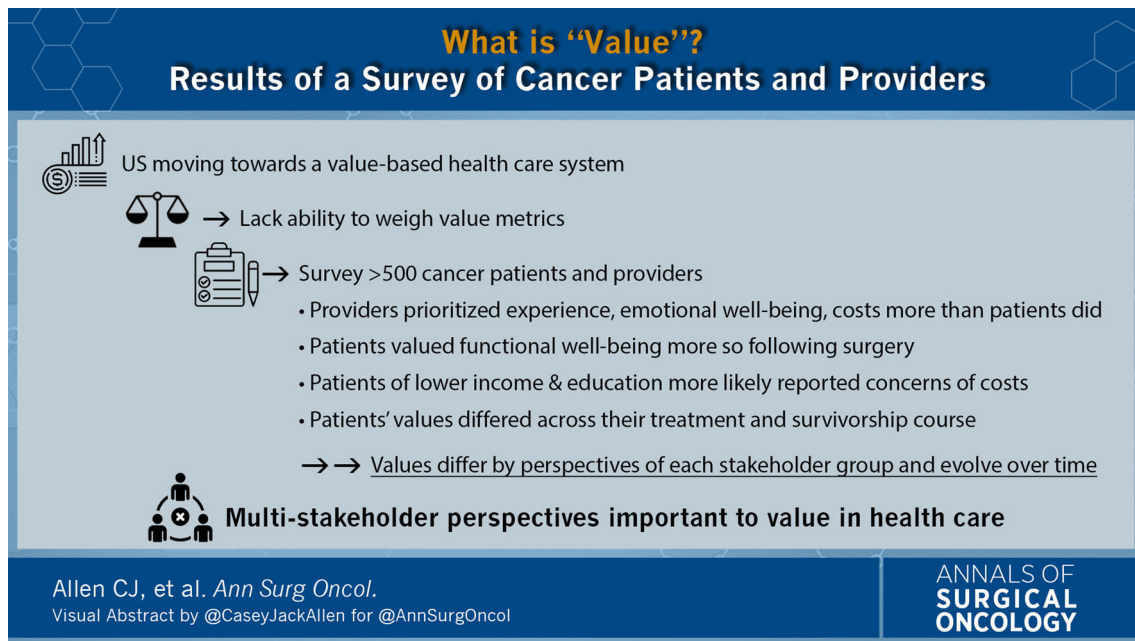 What is “Value”?
Results of a Survey of Cancer Patients and Providers
US moving towards a value-based health care system
→ Lack ability to weigh value metrics
→ Survey >500 cancer patients and providers
• Providers prioritized experience, emotional well-being, costs more than patients did
• Patients valued functional well-being more so following surgery
• Patients of lower income & education more likely reported concerns of costs
• Patients’ values differed across their treatment and survivorship course
→→ Values differ by perspectives of each stakeholder group and evolve over time
Multi-stakeholder perspectives important to value in health care
Allen CJ, et al. Ann Surg Oncol.
Visual Abstract by @CaseyJackAllen for @AnnSurgOncol
ANNALS OF
SURGICAL
ONCOLOGY